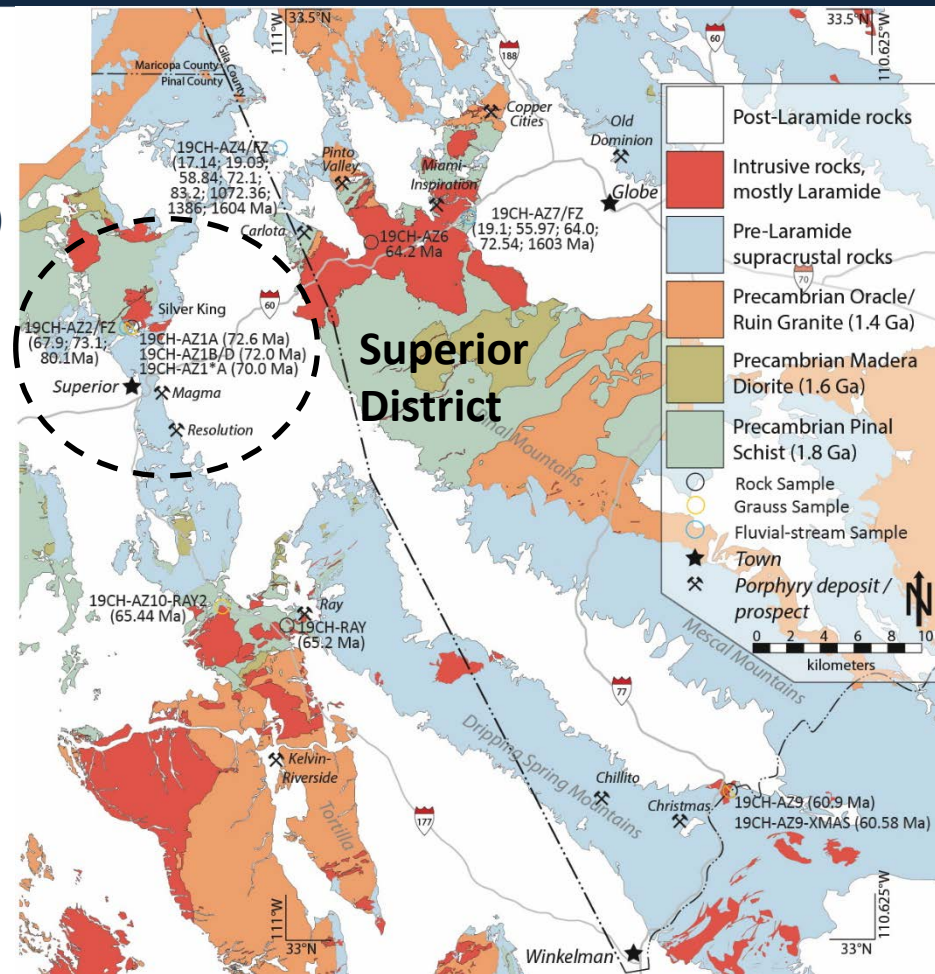 111°W
33.5°N
33.5°N
110.625°W
188
60
Maricopa County
Pinal County
Gila County
Copper
Cities
Old
Dominion
19CH-AZ4/FZ
(17.14; 19.03;
58.84; 72.1;
83.2; 1072.36;
1386; 1604 Ma)
Pinto
Valley
Miami-
Inspiration
Globe
19CH-AZ7/FZ
(19.1; 55.97; 64.0;
72.54; 1603 Ma)
Carlota
19CH-AZ6
64.2 Ma
60
70
Silver King
19CH-AZ2/FZ
(67.9; 73.1;
80.1Ma)
19CH-AZ1A (72.6 Ma)
19CH-AZ1B/D (72.0 Ma)
19CH-AZ1*A (70.0 Ma)
Superior
Magma
Resolution
Superior
District
Pinal Mountains
Post-Laramide rocks
Intrusive rocks,
mostly Laramide
Pre-Laramide
supracrustal rocks
Precambrian Oracle/
Ruin Granite (1.4 Ga)
Precambrian Madera
Diorite (1.6 Ga)
Precambrian Pinal
Schist (1.8 Ga)
Rock Sample
Grauss Sample
Fluvial-stream Sample
Town
Porphyry deposit /
prospect
N
0 2 4 6 8 10
kilometers
19CH-AZ10-RAY2
(65.44 Ma)
Ray
19CH-RAY
(65.2 Ma)
Mescal Mountains
77
Dripping Spring Mountains
Kelvin-
Riverside
Tortilla
Chillito
Christmas
19CH-AZ9 (60.9 Ma)
19CH-AZ9-XMAS (60.58 Ma)
177
111°W
33°N
Winkelman
33°N
110.625°W